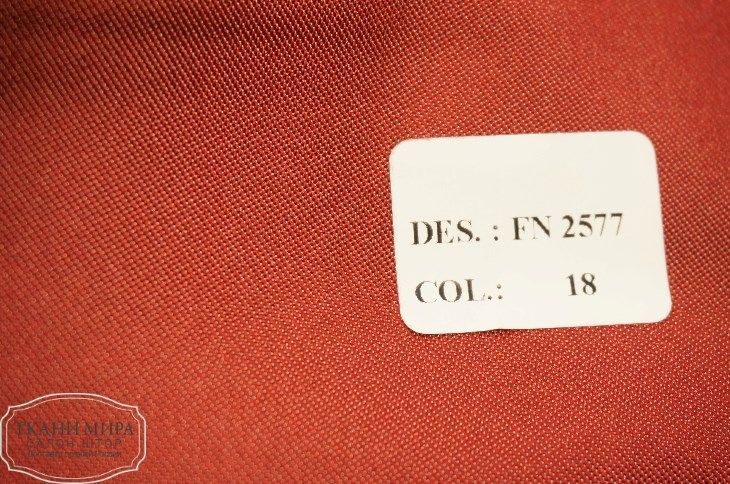 DES. : FN 2577
COL.: 18
ТКАНИ МИРА
САЛОН ШТОР